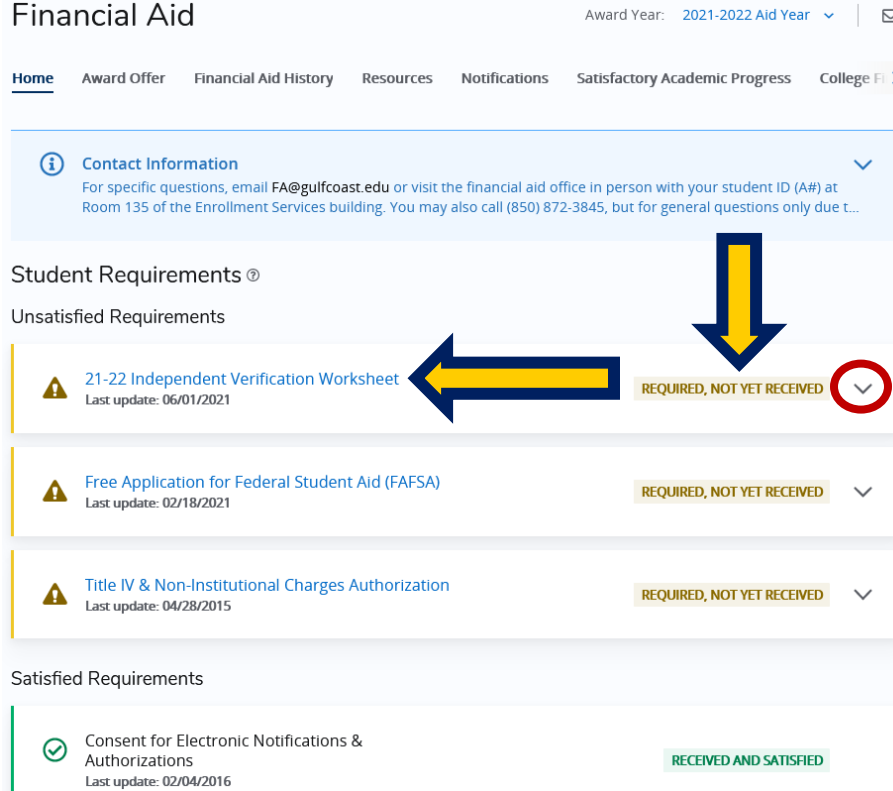 Financial Aid
Award Year: 2021-2022 Aid Year
Home Award Offer Financial Aid History Resources Notifications Satisfactory Academic Progress College
Contact Information
For specific questions, email FA@gulfcoast.edu or visit the financial aid office in person with your student ID (A#) at
Room 135 of the Enrollment Services building. You may also call (850) 872-3845, but for general questions only due t...
Student Requirements
Unsatisfied Requirements
21-22 Independent Verification Worksheet
Last update: 06/01/2021
REQUIRED, NOT YET RECEIVED
Free Application for Federal Student Aid (FAFSA)
Last update: 02/18/2021
REQUIRED, NOT YET RECEIVED
Title IV & Non-Institutional Charges Authorization
Last update: 04/28/2015
REQUIRED, NOT YET RECEIVED
Satisfied Requirements
Consent for Electronic Notifications &
Authorizations
Last update: 02/04/2016
RECEIVED AND SATISFIED